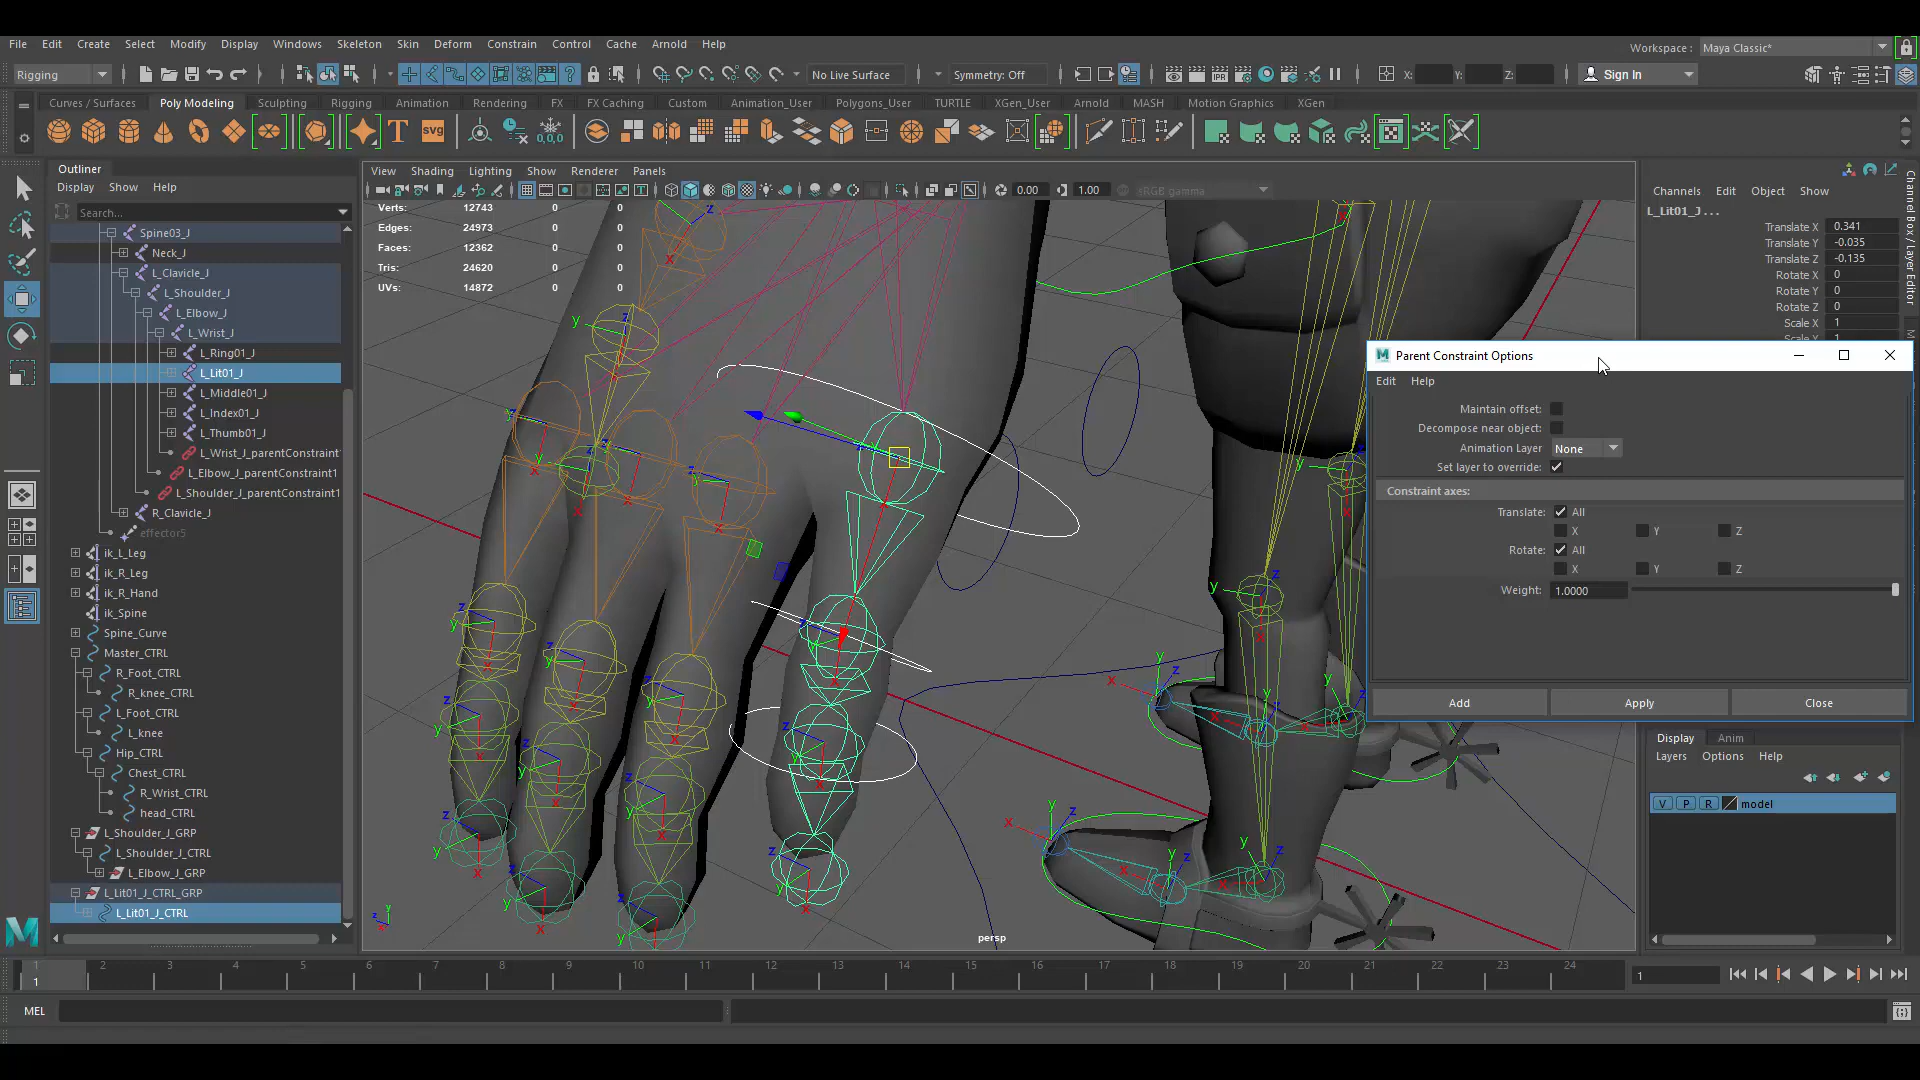 File Edit Create Select Modify Display Windows Skeleton Skin Deform Constrain Control Cache Arnold Help
Workspace : Maya Classic*
Rigging
No Live Surface
Symmetry: Off
X: Y: Z:
Sign In
Curves / Surfaces Poly Modeling Sculpting Rigging Animation Rendering FX FX Caching Custom Animation_User Polygons_User TURTLE XGen_User Arnold MASH Motion Graphics XGen
Outliner
Display Show Help
Search...
Spine03_J
Neck_J
L_Clavicle_J
L_Shoulder_J
L_Elbow_J
L_Wrist_J
L_Ring01_J
L_Lit01_J
L_Middle01_J
L_Index01_J
L_Thumb01_J
L_Wrist_J_parentConstraint
L_Elbow_J_parentConstraint1
L_Shoulder_J_parentConstraint1
R_Clavicle_J
effector5
ik_L_Leg
ik_R_Leg
ik_R_Hand
ik_Spine
Spine_Curve
Master_CTRL
R_Foot_CTRL
R_knee_CTRL
L_Foot_CTRL
L_knee
Hip_CTRL
Chest_CTRL
R_Wrist_CTRL
head_CTRL
L_Shoulder_J_GRP
L_Shoulder_J_CTRL
L_Elbow_J_GRP
L_Lit01_J_CTRL_GRP
L_Lit01_J_CTRL
View Shading Lighting Show Renderer Panels
0.00 1.00 sRGB gamma
Verts: 12743 0 0
Edges: 24973 0 0
Faces: 12362 0 0
Tris: 24620 0 0
UVs: 14872 0 0
persp
Channels Edit Object Show
L_Lit01_J ...
Translate X 0.341
Translate Y -0.035
Translate Z -0.135
Rotate X 0
Rotate Y 0
Rotate Z 0
Scale X 1
Channel Box / Layer Editor
Parent Constraint Options
Edit Help
Maintain offset:
Decompose near object:
Animation Layer None
Set layer to override:
Constraint axes:
Translate: All
X Y Z
Rotate: All
X Y Z
Weight: 1.0000
Add Apply Close
Display Anim
Layers Options Help
V P R model
1 2 3 4 5 6 7 8 9 10 11 12 13 14 15 16 17 18 19 20 21 22 23 24
1
1
MEL